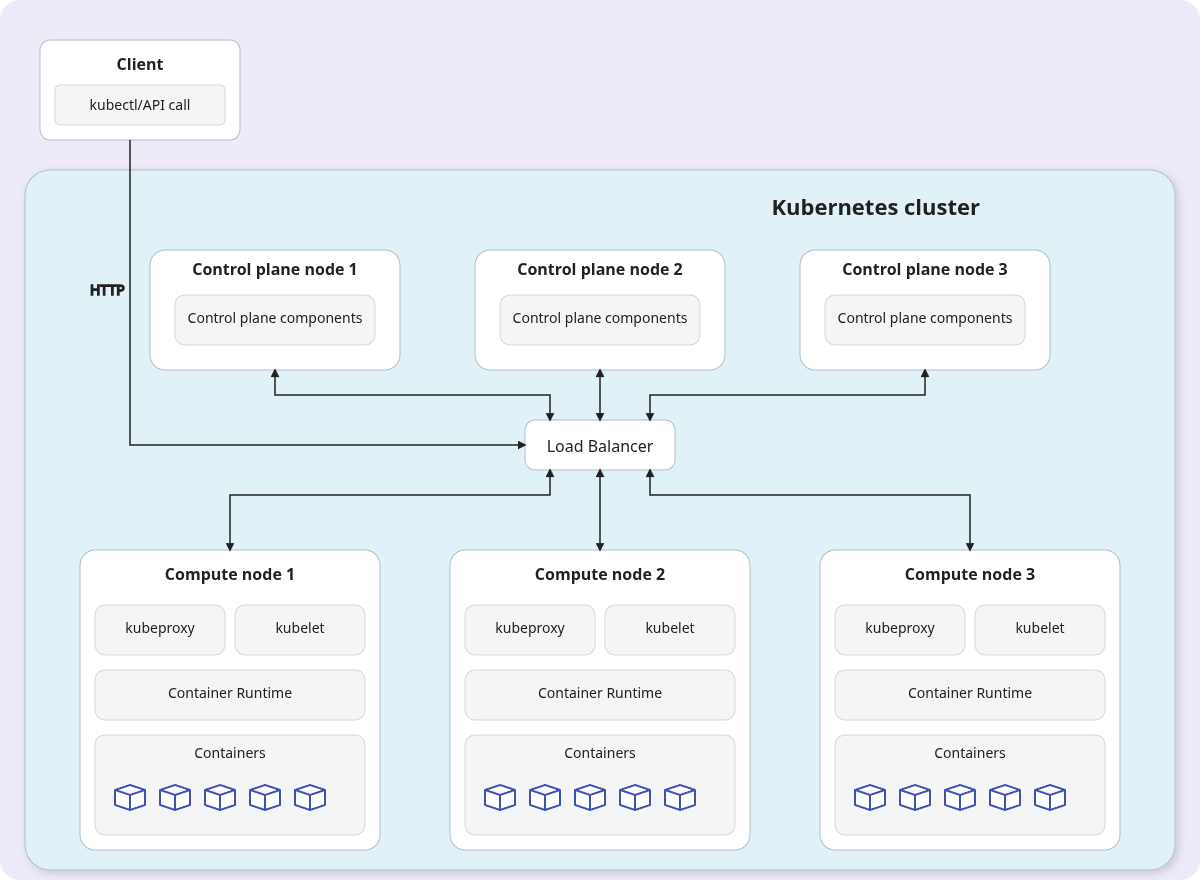 Client
kubectl/API call
Kubernetes cluster
Control plane node 1
Control plane components
Control plane node 2
Control plane components
Control plane node 3
Control plane components
HTTP
Load Balancer
Compute node 1
kubeproxy
kubelet
Container Runtime
Containers
Compute node 2
kubeproxy
kubelet
Container Runtime
Containers
Compute node 3
kubeproxy
kubelet
Container Runtime
Containers